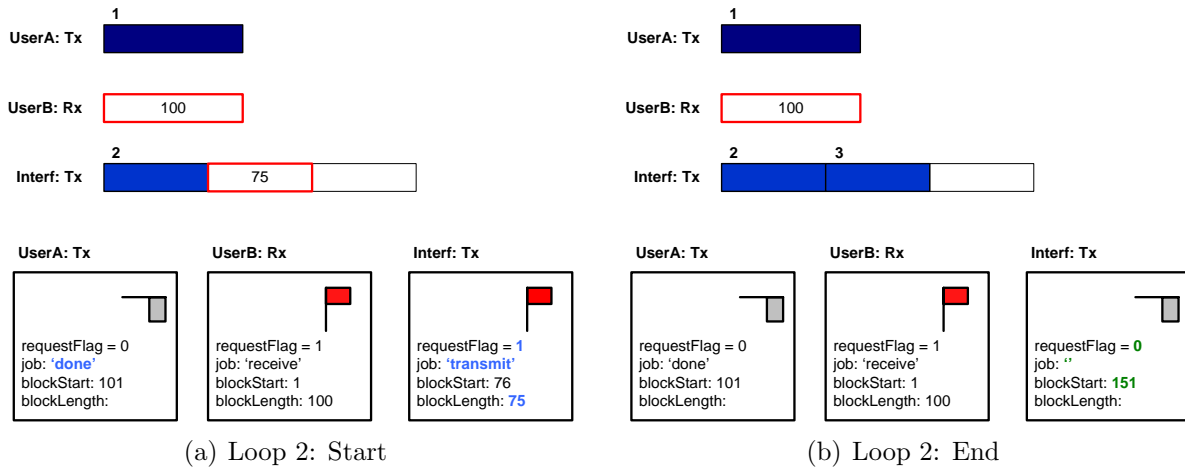 1
UserA: Tx
UserB: Rx
100
2
Interf: Tx
75
UserA: Tx
UserB: Rx
Interf: Tx
requestFlag = 0
job: ‘done’
blockStart: 101
blockLength:
requestFlag = 1
job: ‘receive’
blockStart: 1
blockLength: 100
requestFlag = 1
job: ‘transmit’
blockStart: 76
blockLength: 75
(a) Loop 2: Start
1
UserA: Tx
UserB: Rx
100
2 3
Interf: Tx
UserA: Tx
UserB: Rx
Interf: Tx
requestFlag = 0
job: ‘done’
blockStart: 101
blockLength:
requestFlag = 1
job: ‘receive’
blockStart: 1
blockLength: 100
requestFlag = 0
job: ‘’
blockStart: 151
blockLength:
(b) Loop 2: End